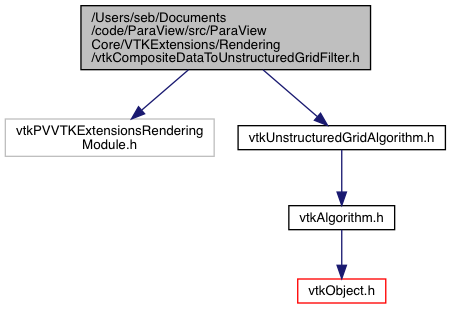 /Users/seb/Documents
/code/ParaView/src/ParaView
Core/VTKExtensions/Rendering
/vtkCompositeDataToUnstructuredGridFilter.h
vtkPVVTKExtensionsRendering
Module.h
vtkUnstructuredGridAlgorithm.h
vtkAlgorithm.h
vtkObject.h